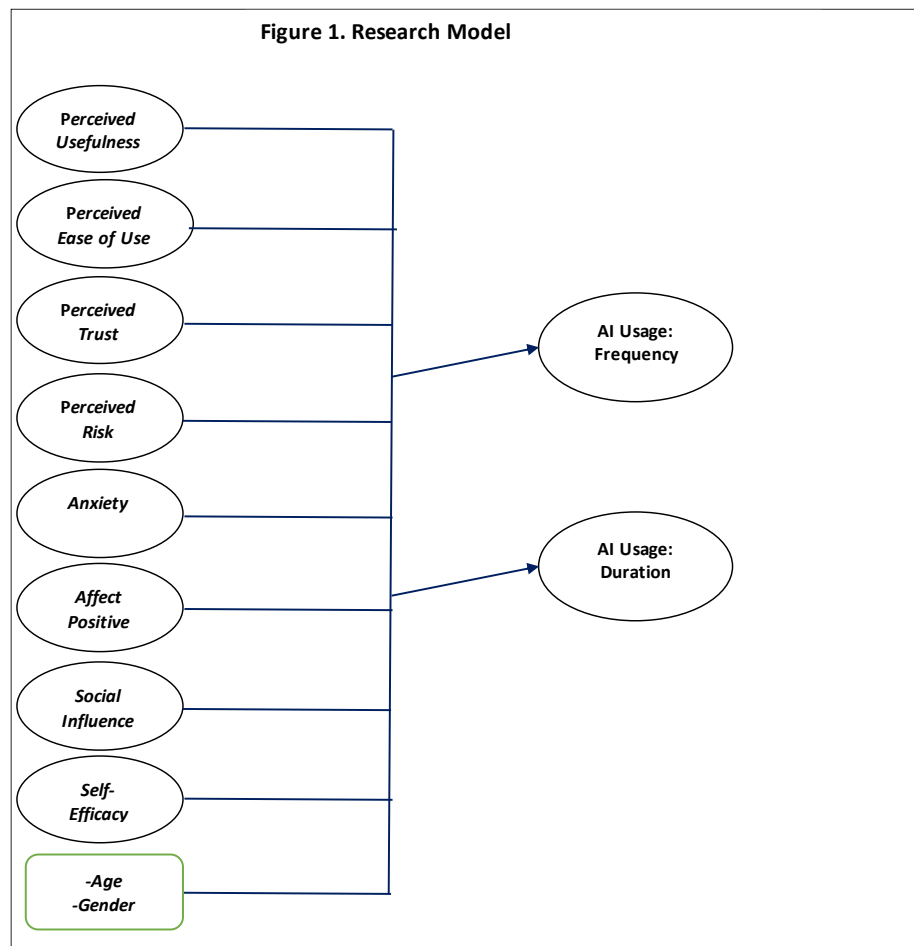 Figure 1. Research Model
Perceived
Usefulness
Perceived
Ease of Use
Perceived
Trust
Perceived
Risk
Anxiety
Affect
Positive
Social
Influence
Self-
Efficacy
-Age
-Gender
AI Usage:
Frequency
AI Usage:
Duration